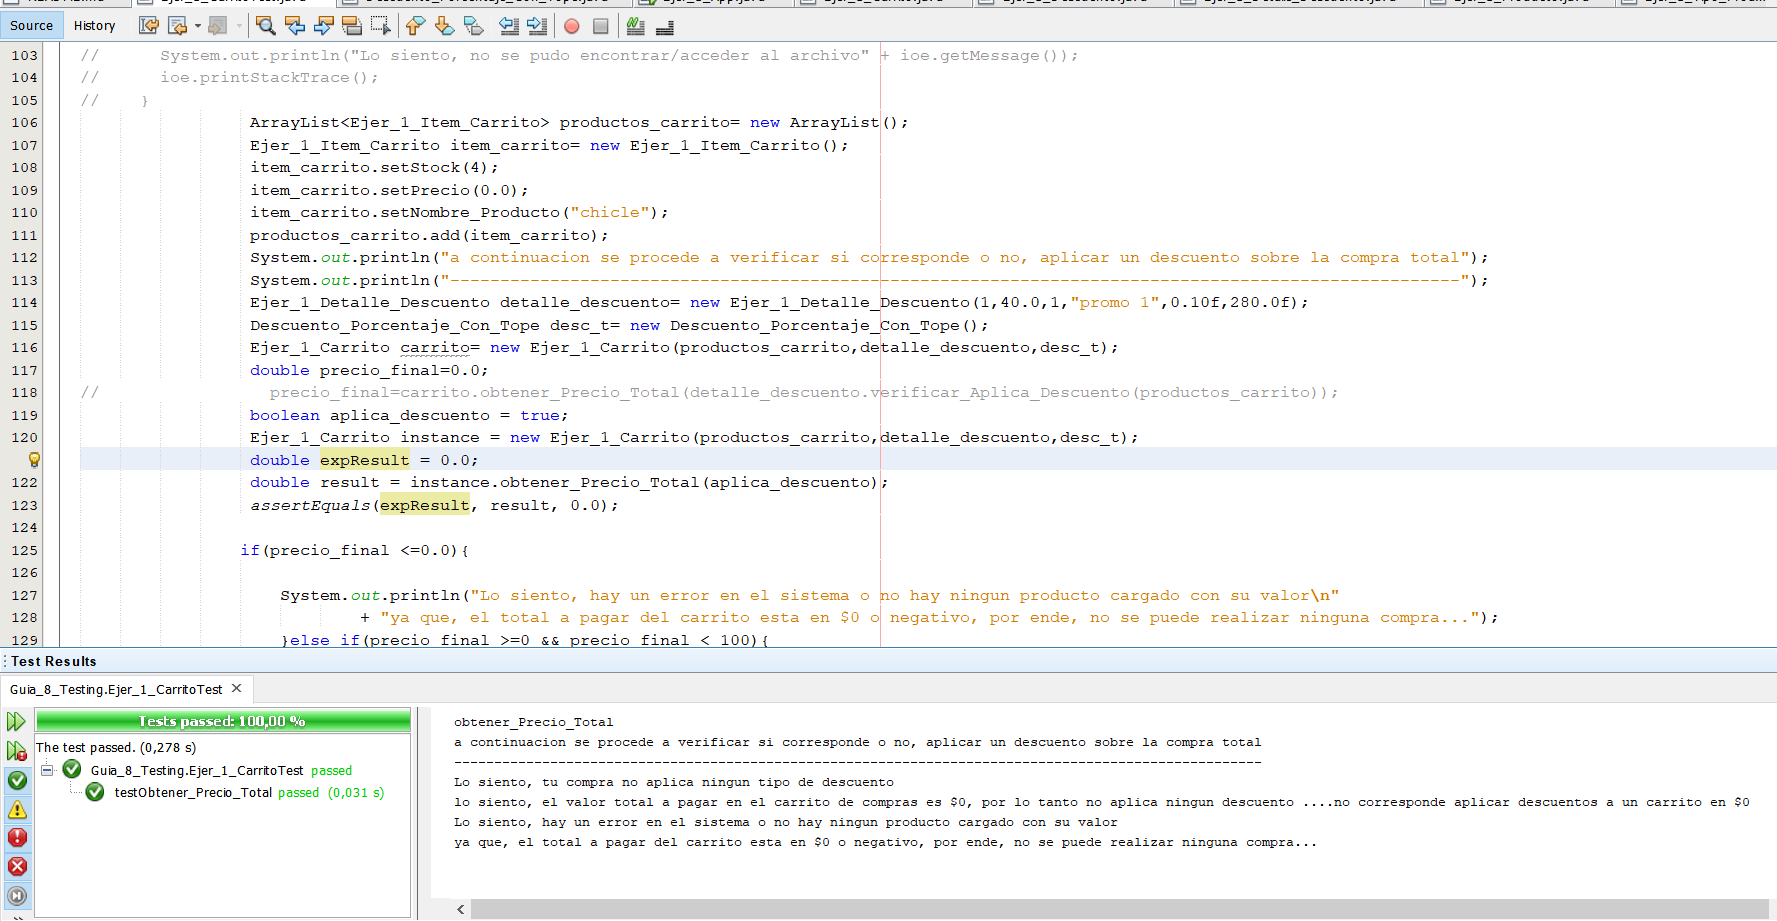 Source History
103 //      System.out.println("Lo siento, no se pudo encontrar/acceder al archivo" + ioe.getMessage());
104 //      ioe.printStackTrace();
105 //    }
106 ArrayList<Ejer_1_Item_Carrito> productos_carrito= new ArrayList();
107 Ejer_1_Item_Carrito item_carrito= new Ejer_1_Item_Carrito();
108 item_carrito.setStock(4);
109 item_carrito.setPrecio(0.0);
110 item_carrito.setNombre_Producto("chicle");
111 productos_carrito.add(item_carrito);
112 System.out.println("a continuacion se procede a verificar si corresponde o no, aplicar un descuento sobre la compra total");
113 System.out.println("-----------------------------------------------------------------------------------------------------");
114 Ejer_1_Detalle_Descuento detalle_descuento= new Ejer_1_Detalle_Descuento(1,40.0,1,"promo 1",0.10f,280.0f);
115 Descuento_Porcentaje_Con_Tope desc_t= new Descuento_Porcentaje_Con_Tope();
116 Ejer_1_Carrito carrito= new Ejer_1_Carrito(productos_carrito,detalle_descuento,desc_t);
117 double precio_final=0.0;
118 //                 precio_final=carrito.obtener_Precio_Total(detalle_descuento.verificar_Aplica_Descuento(productos_carrito));
119 boolean aplica_descuento = true;
120 Ejer_1_Carrito instance = new Ejer_1_Carrito(productos_carrito,detalle_descuento,desc_t);
double expResult = 0.0;
122 double result = instance.obtener_Precio_Total(aplica_descuento);
123 assertEquals(expResult, result, 0.0);
124
125 if(precio_final <=0.0){
126
127 System.out.println("Lo siento, hay un error en el sistema o no hay ningun producto cargado con su valor\n"
128 + "ya que, el total a pagar del carrito esta en $0 o negativo, por ende, no se puede realizar ninguna compra...");
129 }else if(precio_final >=0 && precio_final < 100){
Test Results
Guia_8_Testing.Ejer_1_CarritoTest ×
Tests passed: 100,00 %
The test passed. (0,278 s)
Guia_8_Testing.Ejer_1_CarritoTest passed
testObtener_Precio_Total passed (0,031 s)
obtener_Precio_Total
a continuacion se procede a verificar si corresponde o no, aplicar un descuento sobre la compra total
-----------------------------------------------------------------------------------------------------
Lo siento, tu compra no aplica ningun tipo de descuento
lo siento, el valor total a pagar en el carrito de compras es $0, por lo tanto no aplica ningun descuento ....no corresponde aplicar descuentos a un carrito en $0
Lo siento, hay un error en el sistema o no hay ningun producto cargado con su valor
ya que, el total a pagar del carrito esta en $0 o negativo, por ende, no se puede realizar ninguna compra...